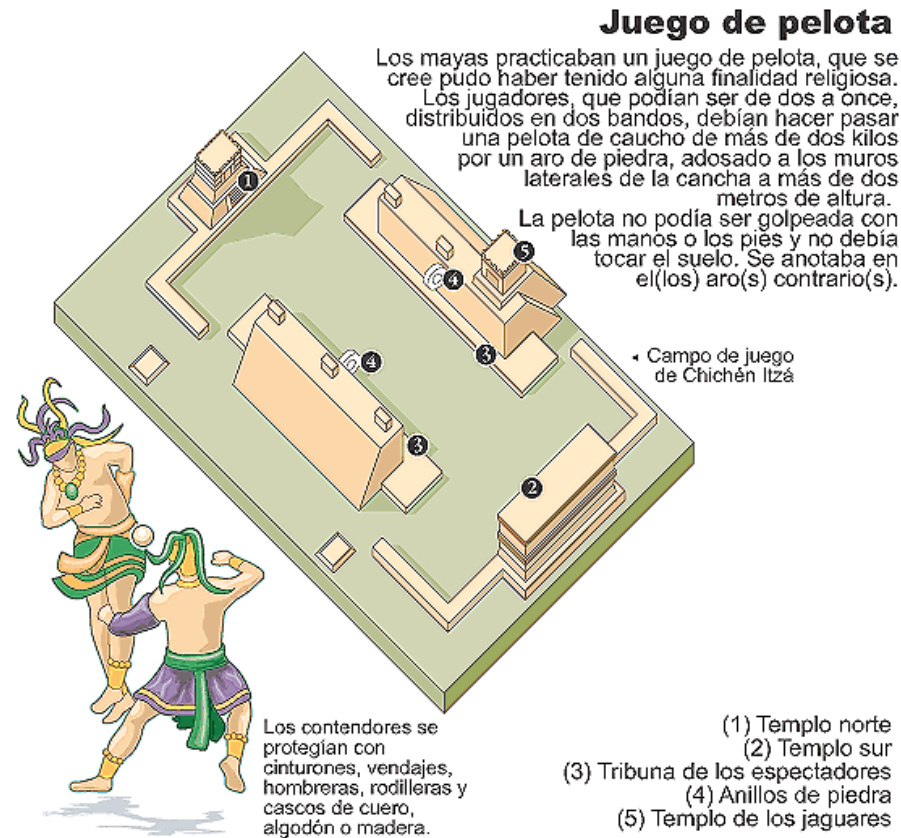 Juego de pelota
Los mayas practicaban un juego de pelota, que se
cree pudo haber tenido alguna finalidad religiosa.
Los jugadores, que podían ser de dos a once,
distribuidos en dos bandos, debían hacer pasar
una pelota de caucho de más de dos kilos
por un aro de piedra, adosado a los muros
laterales de la cancha a más de dos
metros de altura.
La pelota no podía ser golpeada con
las manos o los pies y no debía
tocar el suelo. Se anotaba en
el(los) aro(s) contrario(s).
1
5
4
3
4
3
2
Campo de juego
de Chichén Itzá
Los contendores se
protegían con
cinturones, vendajes,
hombreras, rodilleras y
cascos de cuero,
algodón o madera.
(1) Templo norte
(2) Templo sur
(3) Tribuna de los espectadores
(4) Anillos de piedra
(5) Templo de los jaguares